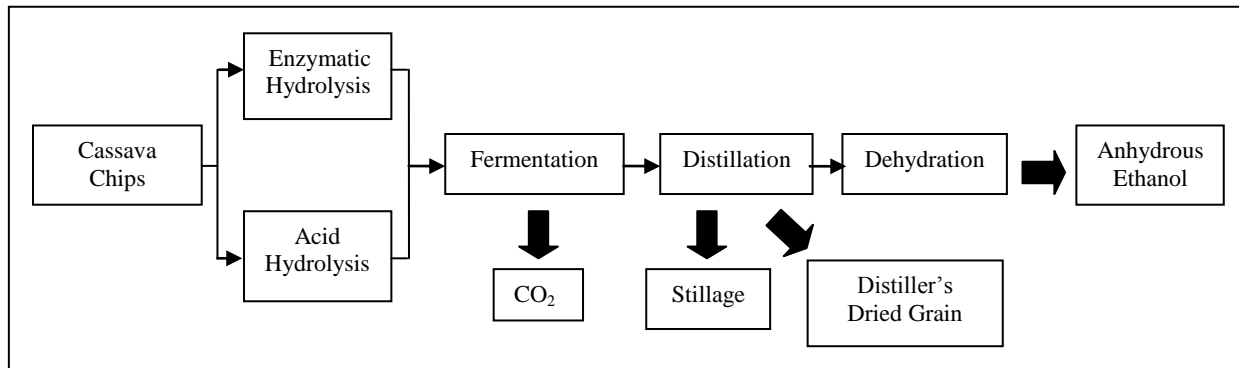 Cassava
Chips
Enzymatic
Hydrolysis
Acid
Hydrolysis
Fermentation
Distillation
Dehydration
Anhydrous
Ethanol
CO₂
Stillage
Distiller’s
Dried Grain